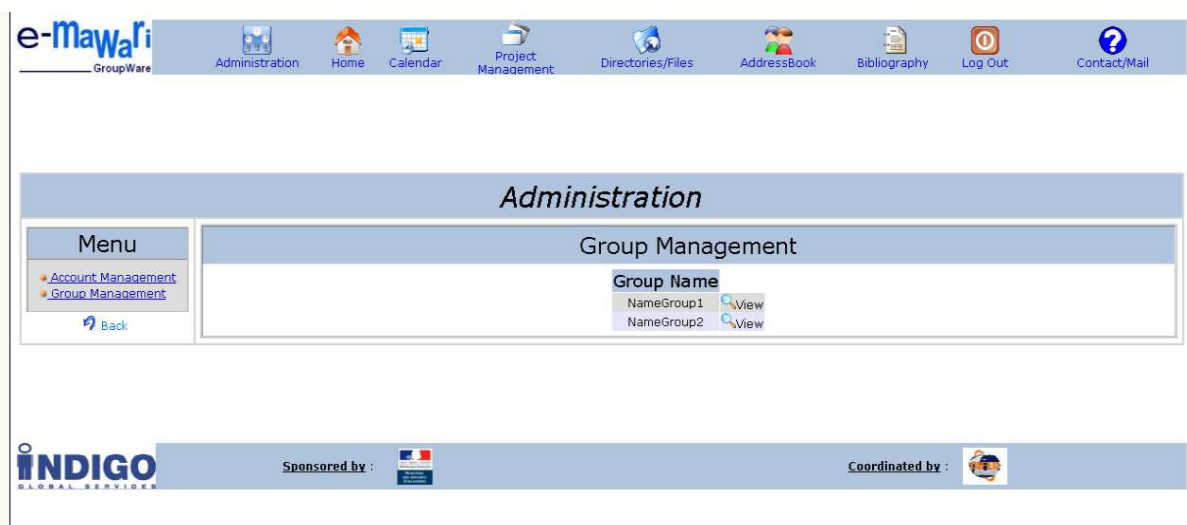 e-mawari
GroupWare
Administration
Home
Calendar
Project
Management
Directories/Files
AddressBook
Bibliography
Log Out
Contact/Mail
Administration
Menu
Account Management
Group Management
Back
Group Management
Group Name
NameGroup1 View
NameGroup2 View
INDIGO
GLOBAL SERVICES
Sponsored by :
Coordinated by :